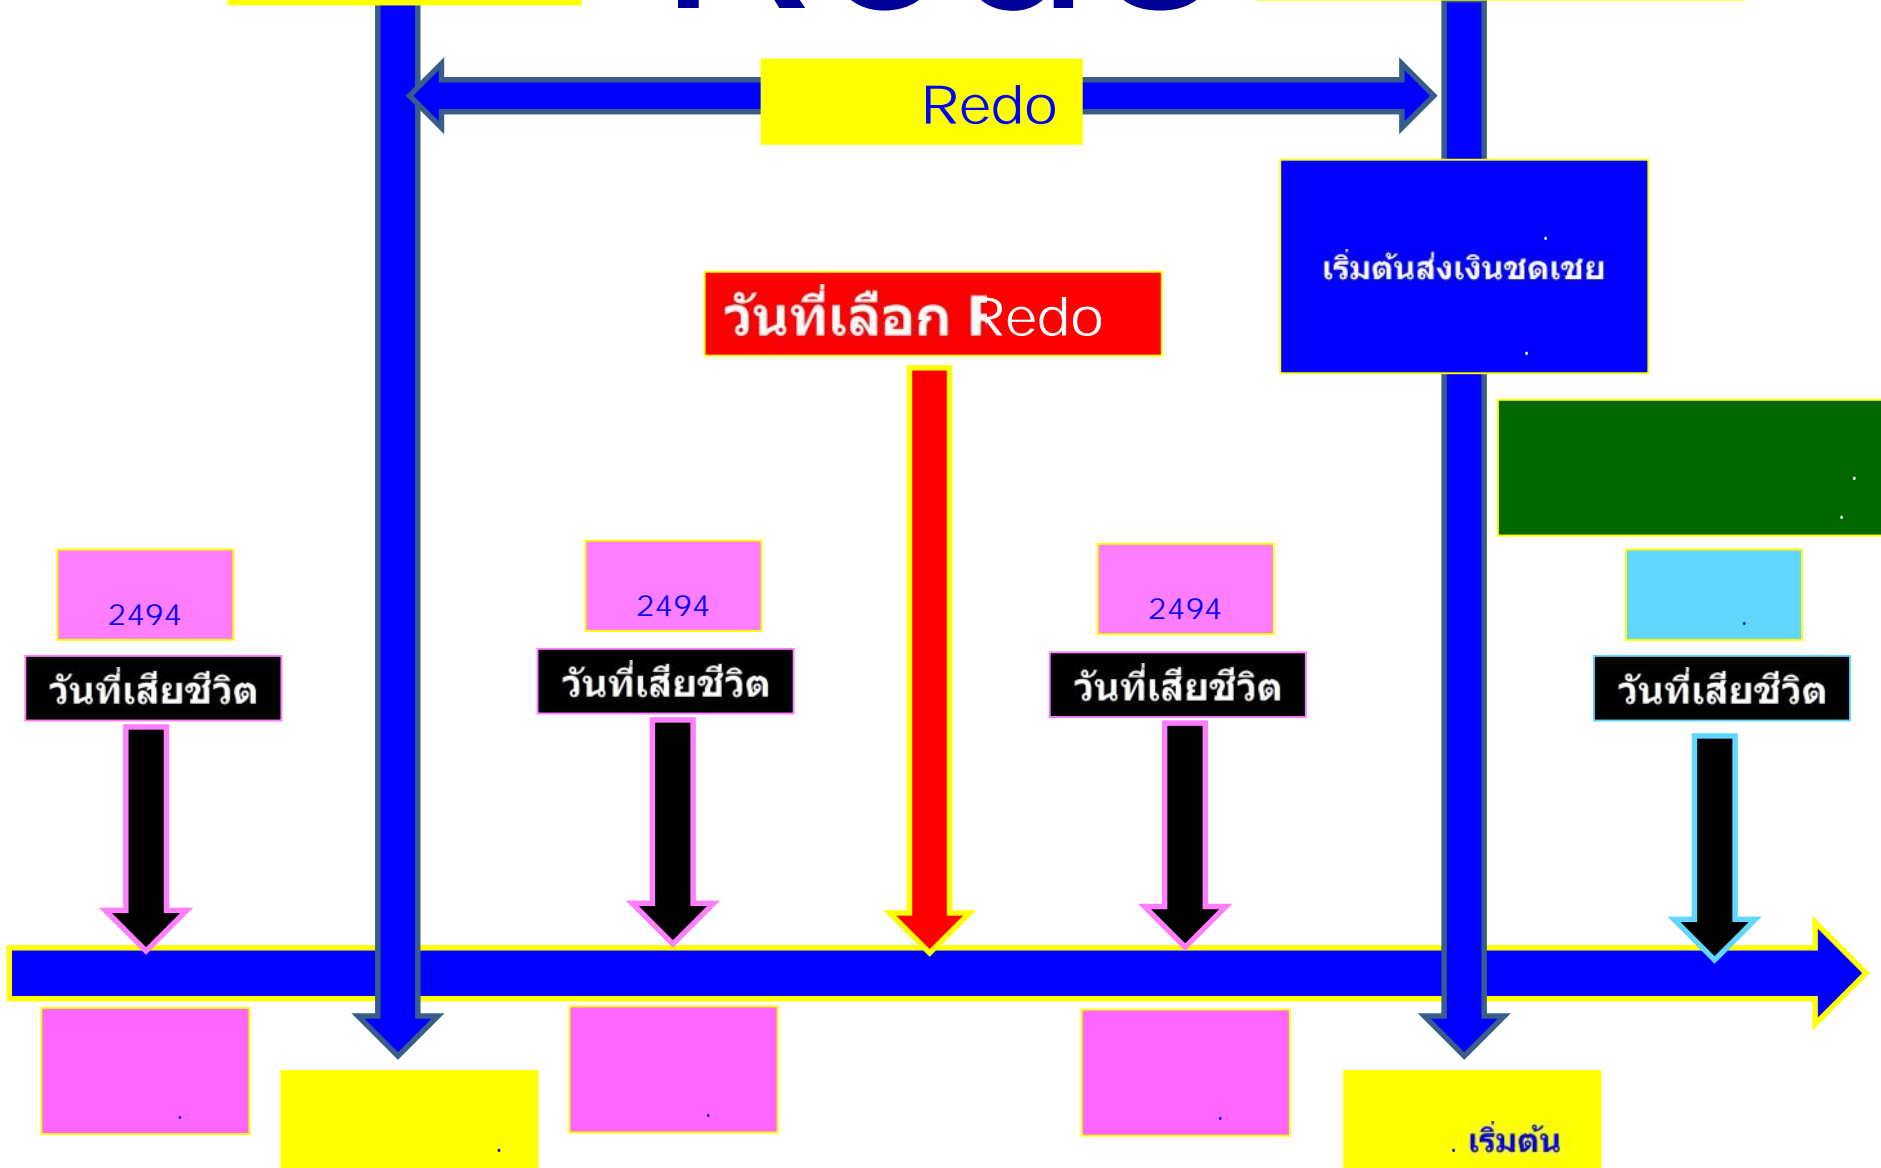 Redo
Redo
เริ่มต้นส่งเงินชดเชย
วันที่เลือก Redo
2494
2494
2494
วันที่เสียชีวิต
วันที่เสียชีวิต
วันที่เสียชีวิต
วันที่เสียชีวิต
. เริ่มต้น